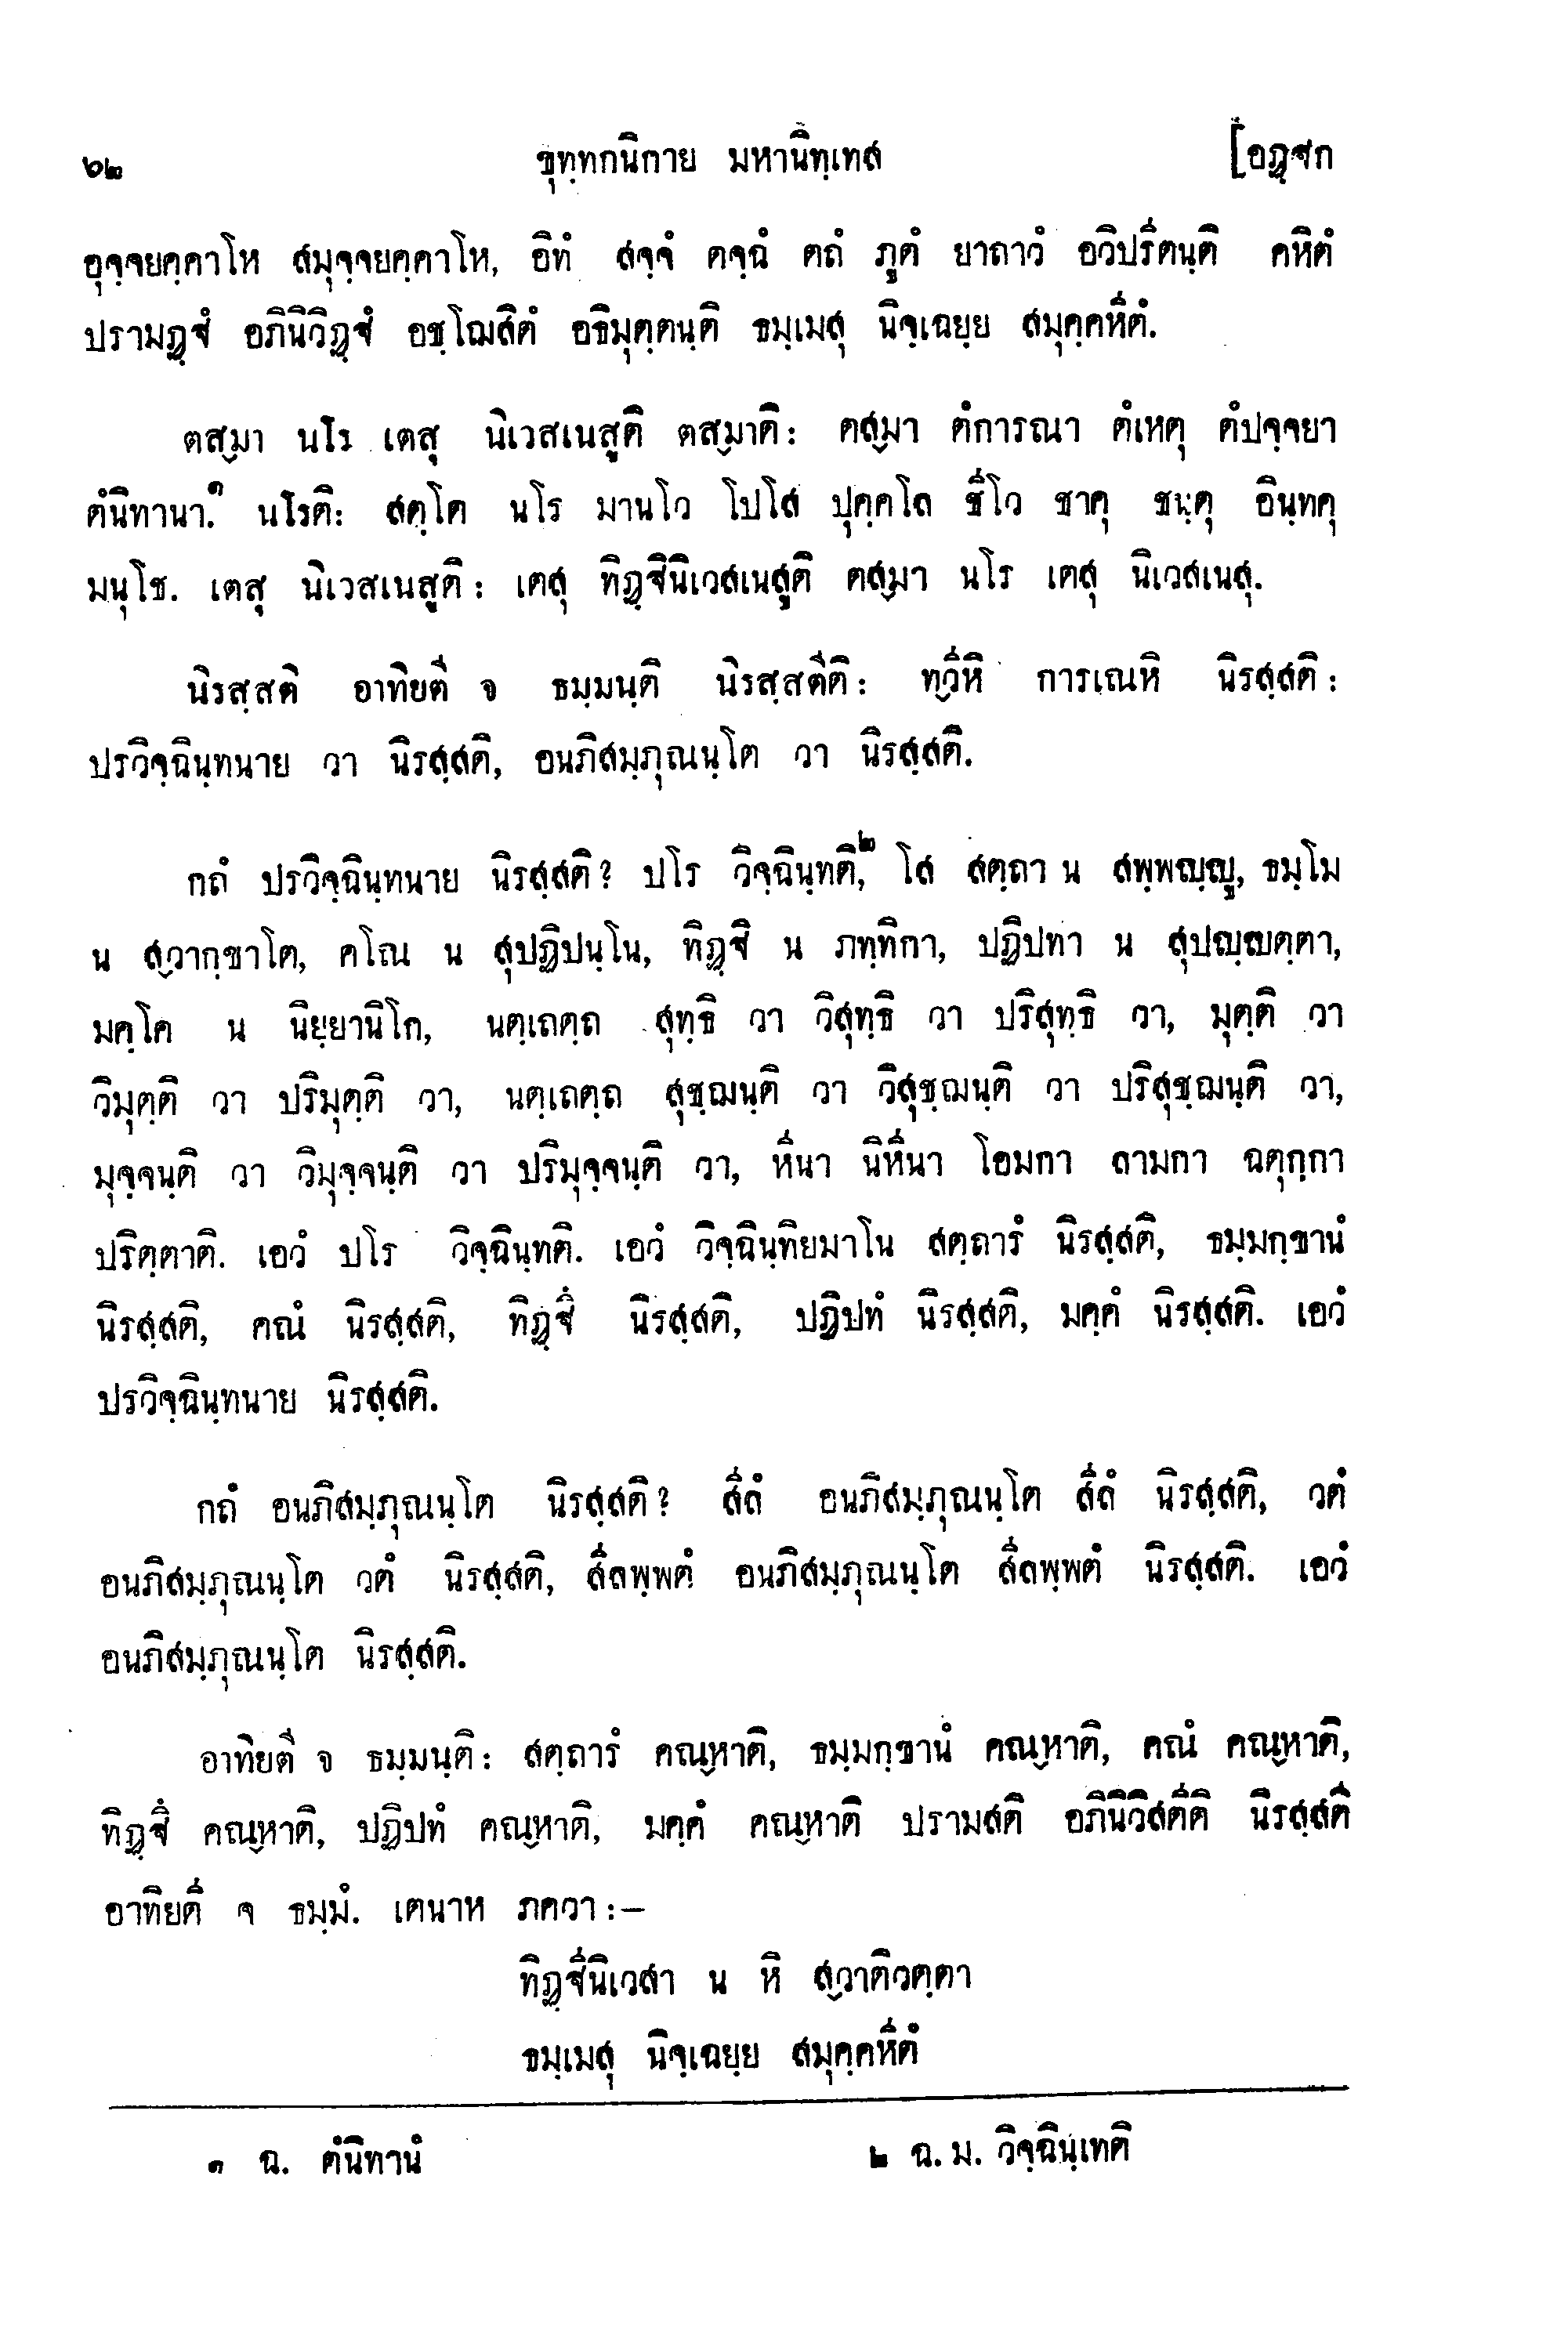 ๖๒ ขุทฺทกนิกาย มหานิทฺเทส [อฏฺฐก
อุจฺจยคฺคาโห สมุจฺจยคฺคาโห, อิทํ สจฺจํ ตจฺฉํ ตถํ ภูตํ ยาถาวํ อวิปรีตนฺติ คหิตํ
ปรามฏฺฐํ อภินิวิฏฺฐํ อชฺโฌสิตํ อธิมุตฺตนฺติ ธมฺเมสุ นิจฺเฉยฺย สมุคฺคหีตํ.
ตสฺมา นโร เตสุ นิเวสเนสูติ ตสฺมาติ: ตสฺมา ตํการณา ตํเหตุ ตํปจฺจยา
ตํนิทานา.๑ นโรติ: สตฺโต นโร มานโว โปโส ปุคฺคโล ชีโว ชาตุ ชนฺตุ อินฺทคุ
มนุโช. เตสุ นิเวสเนสูติ: เตสุ ทิฏฺฐินิเวสเนสูติ ตสฺมา นโร เตสุ นิเวสเนสุ.
นิรสฺสติ อาทิยตี จ ธมฺมนฺติ นิรสฺสตีติ: ทฺวีหิ การเณหิ นิรสฺสติ:
ปรวิจฺฉินฺทนาย วา นิรสฺสติ, อนภิสมฺภุณนฺโต วา นิรสฺสติ.
กถํ ปรวิจฺฉินฺทนาย นิรสฺสติ? ปโร วิจฺฉินฺทติ,๒ โส สตฺถา น สพฺพญฺญู, ธมฺโม
น สฺวากฺขาโต, คโณ น สุปฏิปนฺโน, ทิฏฺฐิ น ภทฺทิกา, ปฏิปทา น สุปญฺญตฺตา,
มคฺโค น นิยฺยานิโก, นตฺเถตฺถ สุทฺธิ วา วิสุทฺธิ วา ปริสุทฺธิ วา, มุตฺติ วา
วิมุตฺติ วา ปริมุตฺติ วา, นตฺเถตฺถ สุชฺฌนฺติ วา วิสุชฺฌนฺติ วา ปริสุชฺฌนฺติ วา,
มุจฺจนฺติ วา วิมุจฺจนฺติ วา ปริมุจฺจนฺติ วา, หีนา นิหีนา โอมกา ลามกา ฉตุกฺกา
ปริตฺตาติ. เอวํ ปโร วิจฺฉินฺทติ. เอวํ วิจฺฉินฺทิยมาโน สตฺถารํ นิรสฺสติ, ธมฺมกฺขานํ
นิรสฺสติ, คณํ นิรสฺสติ, ทิฏฺฐึ นิรสฺสติ, ปฏิปทํ นิรสฺสติ, มคฺคํ นิรสฺสติ. เอวํ
ปรวิจฺฉินฺทนาย นิรสฺสติ.
กถํ อนภิสมฺภุณนฺโต นิรสฺสติ? สีลํ อนภิสมฺภุณนฺโต สีลํ นิรสฺสติ, วตํ
อนภิสมฺภุณนฺโต วตํ นิรสฺสติ, สีลพฺพตํ อนภิสมฺภุณนฺโต สีลพฺพตํ นิรสฺสติ. เอวํ
อนภิสมฺภุณนฺโต นิรสฺสติ.
อาทิยตี จ ธมฺมนฺติ: สตฺถารํ คณฺหาติ, ธมฺมกฺขานํ คณฺหาติ, คณํ คณฺหาติ,
ทิฏฺฐึ คณฺหาติ, ปฏิปทํ คณฺหาติ, มคฺคํ คณฺหาติ ปรามสติ อภินิวิสตีติ นิรสฺสติ
อาทิยตี จ ธมฺมํ. เตนาห ภควา :—
ทิฏฺฐีนิเวสา น หิ สฺวาติวตฺตา
ธมฺเมสุ นิจฺเฉยฺย สมุคฺคหีตํ
๑ ฉ. ตํนิทานํ ๒ ฉ. ม. วิจฺฉินฺเทติ